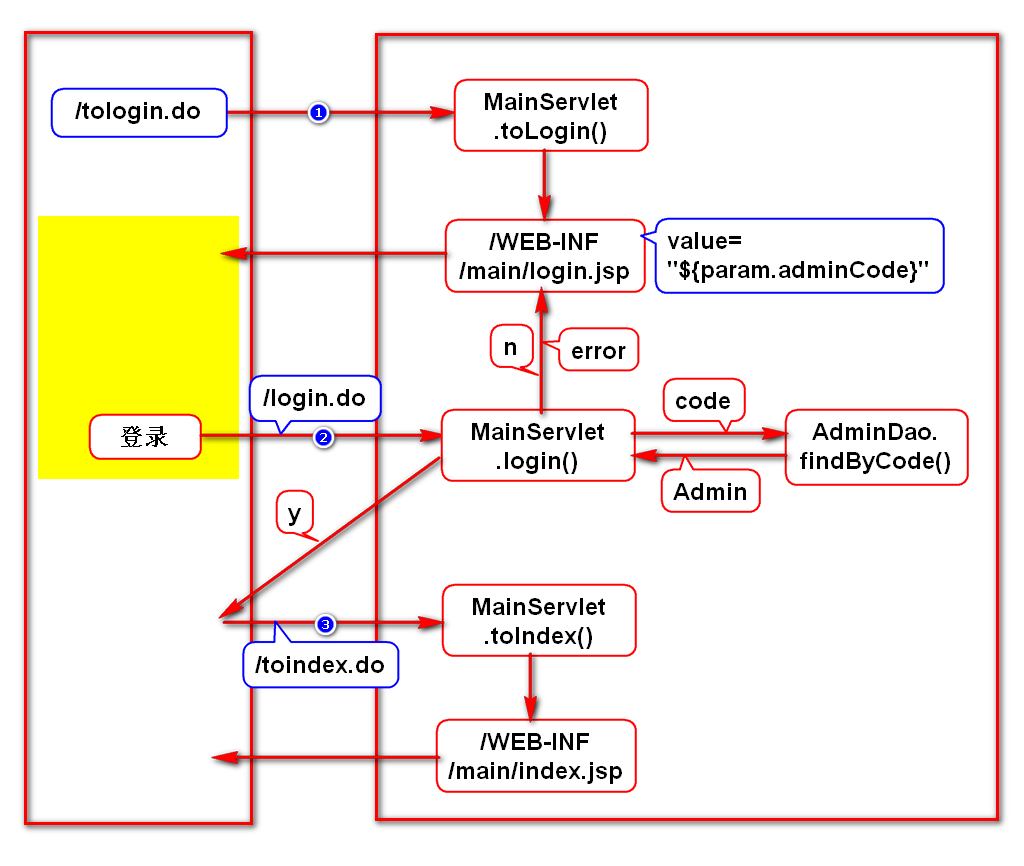 /tologin.do
1
MainServlet
.toLogin()
/WEB-INF
/main/login.jsp
value=
"${param.adminCode}"
n
error
/login.do
登录
2
MainServlet
.login()
code
AdminDao.
findByCode()
Admin
y
3
/toindex.do
MainServlet
.toIndex()
/WEB-INF
/main/index.jsp